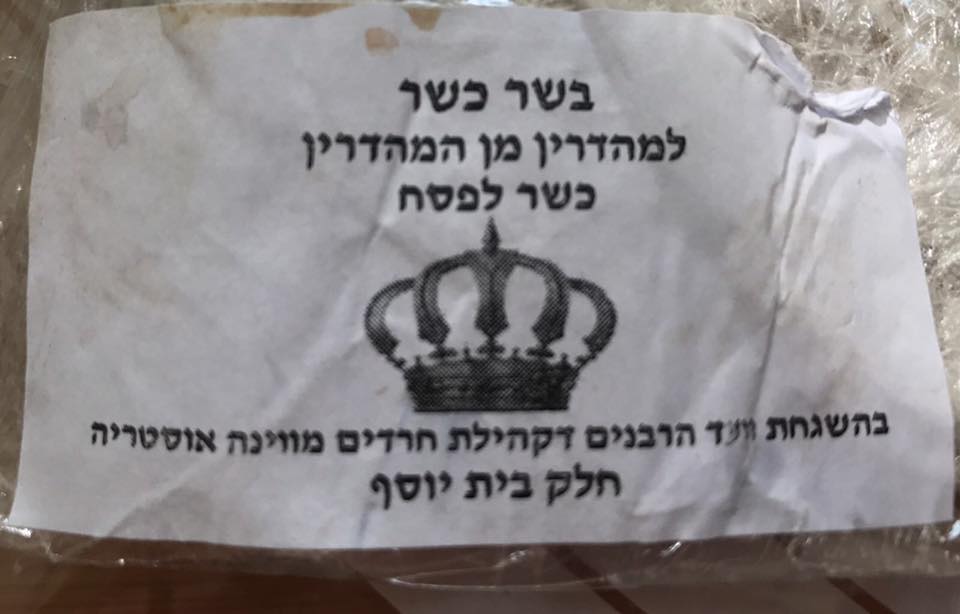 בשר כשר
למהדרין מן המהדרין
כשר לפסח
בהשגחת ועד הרבנים דקהילת חרדים מווינה אוסטריה
חלק בית יוסף